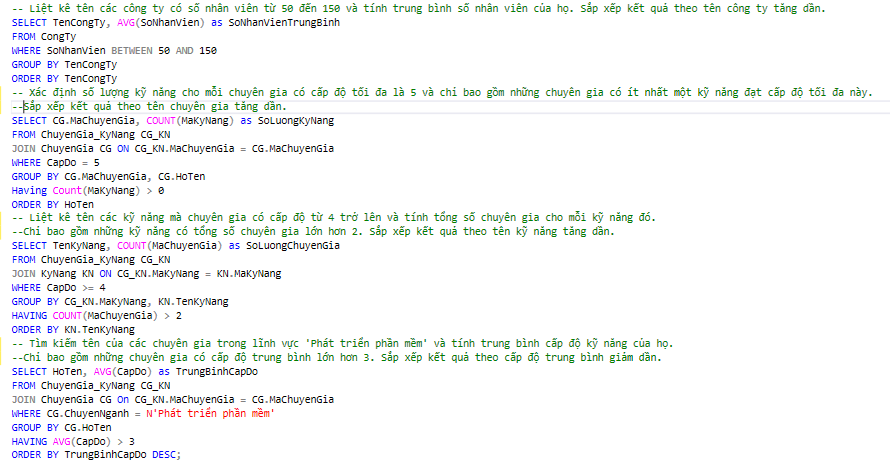 -- Liệt kê tên các công ty có số nhân viên từ 50 đến 150 và tính trung bình số nhân viên của họ. Sắp xếp kết quả theo tên công ty tăng dần.
SELECT TenCongTy, AVG(SoNhanVien) as SoNhanVienTrungBinh
FROM CongTy
WHERE SoNhanVien BETWEEN 50 AND 150
GROUP BY TenCongTy
ORDER BY TenCongTy
-- Xác định số lượng kỹ năng cho mỗi chuyên gia có cấp độ tối đa là 5 và chỉ bao gồm những chuyên gia có ít nhất một kỹ năng đạt cấp độ tối đa này.
--Sắp xếp kết quả theo tên chuyên gia tăng dần.
SELECT CG.MaChuyenGia, COUNT(MaKyNang) as SoLuongKyNang
FROM ChuyenGia_KyNang CG_KN
JOIN ChuyenGia CG ON CG_KN.MaChuyenGia = CG.MaChuyenGia
WHERE CapDo = 5
GROUP BY CG.MaChuyenGia, CG.HoTen
Having Count(MaKyNang) > 0
ORDER BY HoTen
-- Liệt kê tên các kỹ năng mà chuyên gia có cấp độ từ 4 trở lên và tính tổng số chuyên gia cho mỗi kỹ năng đó.
--Chỉ bao gồm những kỹ năng có tổng số chuyên gia lớn hơn 2. Sắp xếp kết quả theo tên kỹ năng tăng dần.
SELECT TenKyNang, COUNT(MaChuyenGia) as SoLuongChuyenGia
FROM ChuyenGia_KyNang CG_KN
JOIN KyNang KN ON CG_KN.MaKyNang = KN.MaKyNang
WHERE CapDo >= 4
GROUP BY CG_KN.MaKyNang, KN.TenKyNang
HAVING COUNT(MaChuyenGia) > 2
ORDER BY KN.TenKyNang
-- Tìm kiếm tên của các chuyên gia trong lĩnh vực 'Phát triển phần mềm' và tính trung bình cấp độ kỹ năng của họ.
--Chỉ bao gồm những chuyên gia có cấp độ trung bình lớn hơn 3. Sắp xếp kết quả theo cấp độ trung bình giảm dần.
SELECT HoTen, AVG(CapDo) as TrungBinhCapDo
FROM ChuyenGia_KyNang CG_KN
JOIN ChuyenGia CG On CG_KN.MaChuyenGia = CG.MaChuyenGia
WHERE CG.ChuyenNganh = N'Phát triển phần mềm'
GROUP BY CG.HoTen
HAVING AVG(CapDo) > 3
ORDER BY TrungBinhCapDo DESC;